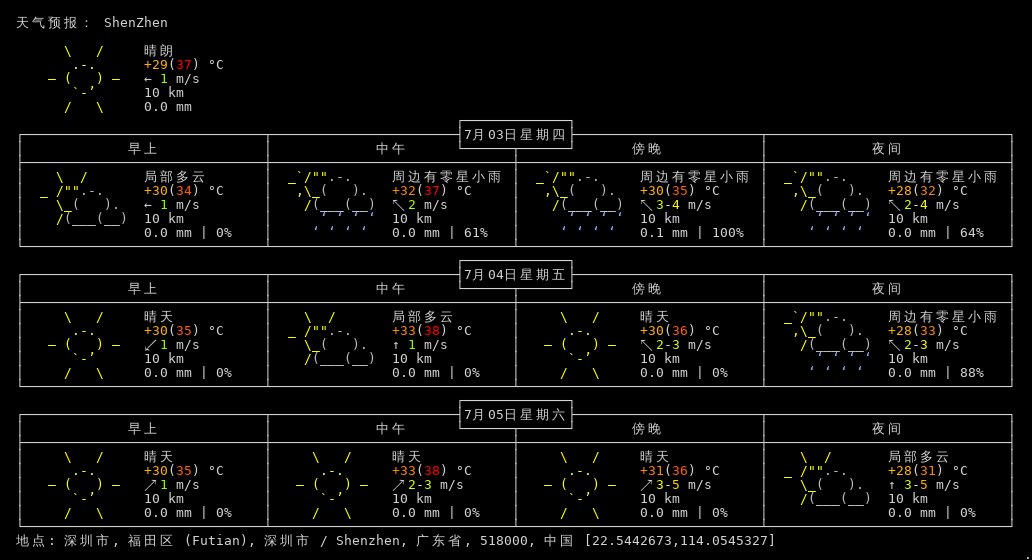 天气预报： ShenZhen
晴朗
+29(37) °C
← 1 m/s
10 km
0.0 mm
7月03日星期四
早上 中午 傍晚 夜间
局部多云 周边有零星小雨 周边有零星小雨 周边有零星小雨
+30(34) °C +32(37) °C +30(35) °C +28(32) °C
← 1 m/s ↖ 2 m/s ↖ 3-4 m/s ↖ 2-4 m/s
10 km 10 km 10 km 10 km
0.0 mm | 0% 0.0 mm | 61% 0.1 mm | 100% 0.0 mm | 64%
7月04日星期五
早上 中午 傍晚 夜间
晴天 局部多云 晴天 周边有零星小雨
+30(35) °C +33(38) °C +30(36) °C +28(33) °C
↙ 1 m/s ↑ 1 m/s ↖ 2-3 m/s ↖ 2-3 m/s
10 km 10 km 10 km 10 km
0.0 mm | 0% 0.0 mm | 0% 0.0 mm | 0% 0.0 mm | 88%
7月05日星期六
早上 中午 傍晚 夜间
晴天 晴天 晴天 局部多云
+30(35) °C +33(38) °C +31(36) °C +28(31) °C
↗ 1 m/s ↗ 2-3 m/s ↗ 3-5 m/s ↑ 3-5 m/s
10 km 10 km 10 km 10 km
0.0 mm | 0% 0.0 mm | 0% 0.0 mm | 0% 0.0 mm | 0%
地点: 深圳市, 福田区 (Futian), 深圳市 / Shenzhen, 广东省, 518000, 中国 [22.5442673,114.0545327]